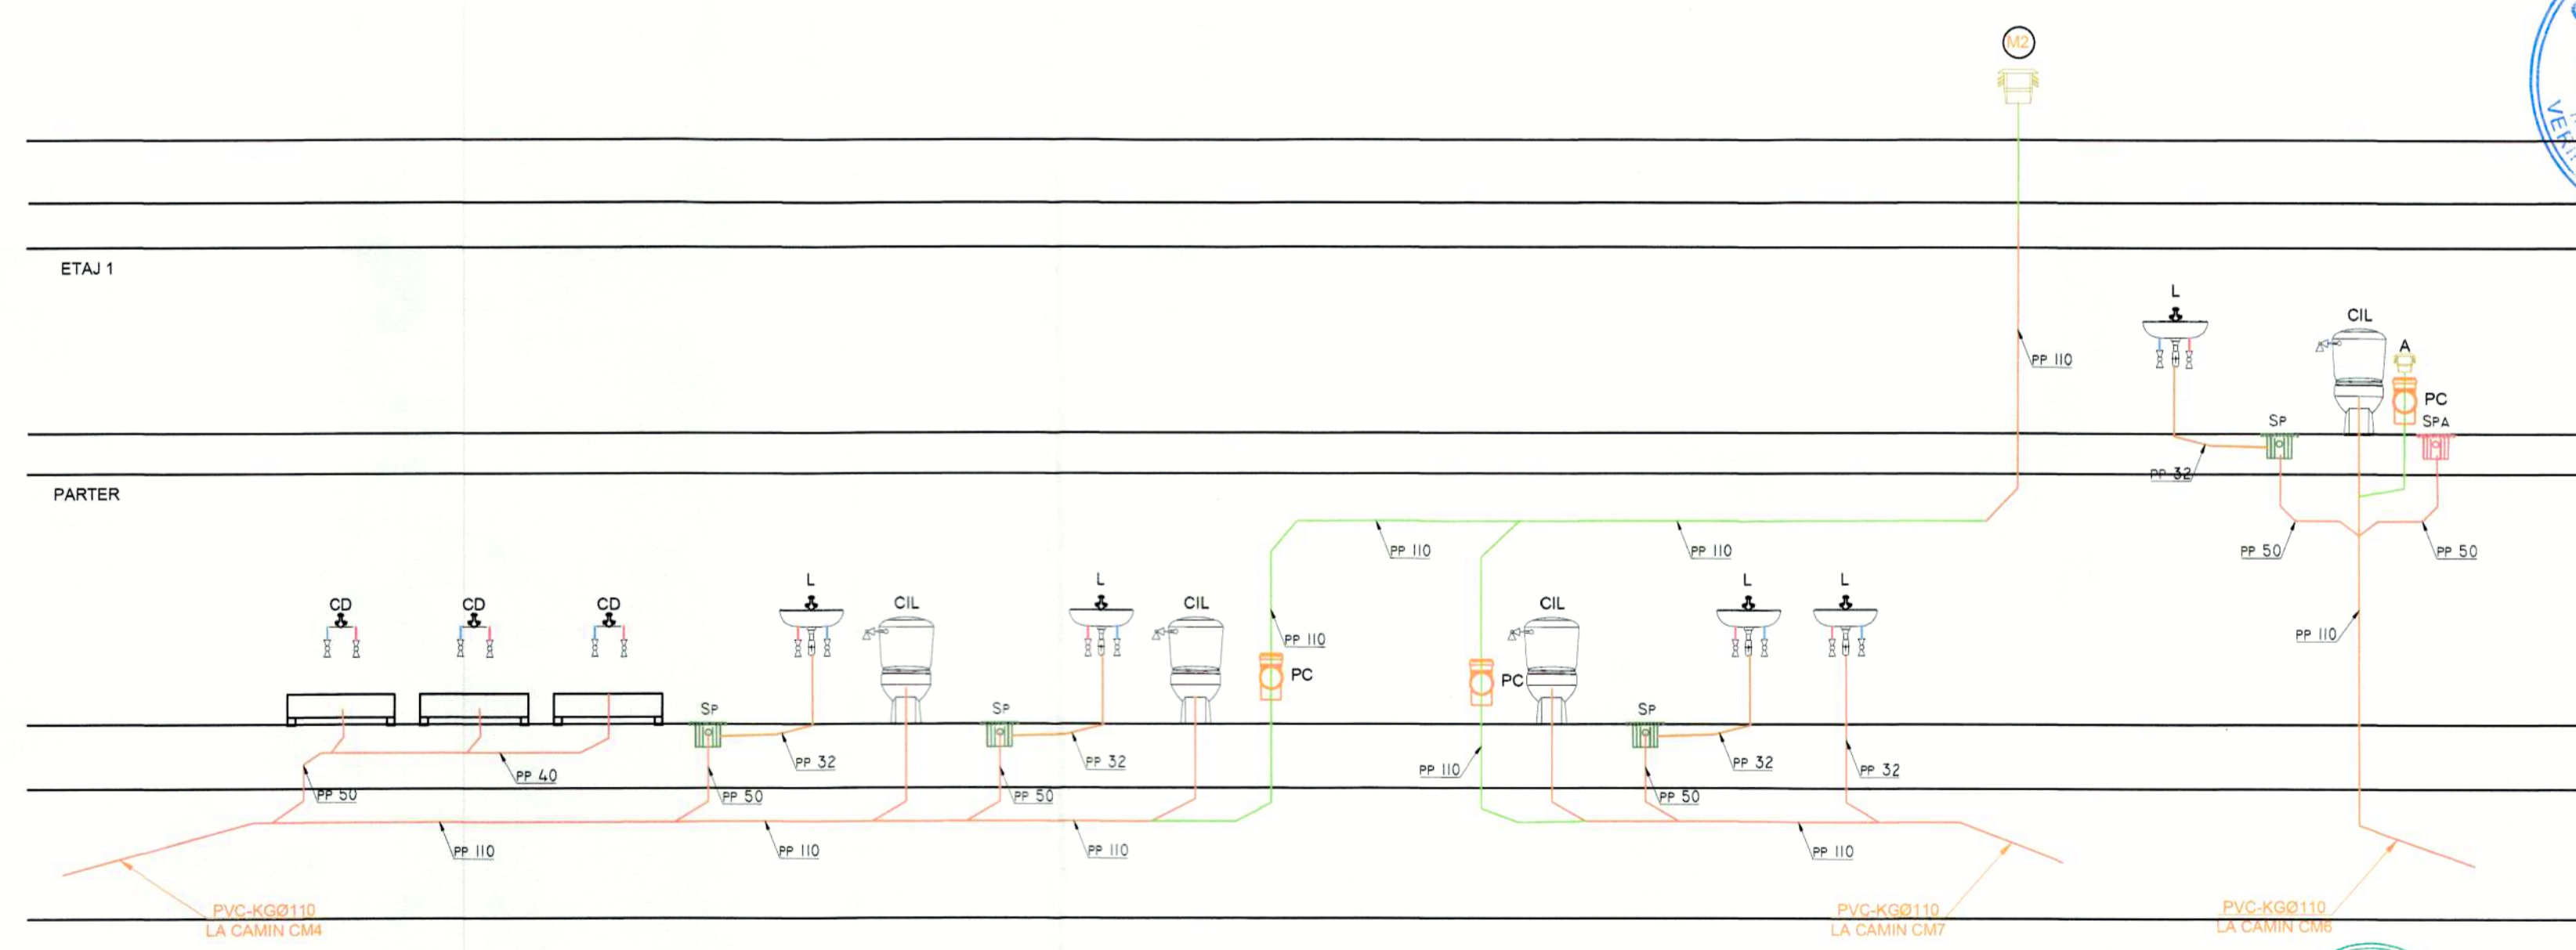 M2
VERIF
ETAJ 1
L
CIL
A
PP 110
PC
SP
SPA
PP 32
PARTER
PP 110
PP 110
PP 50
PP 50
CD
CD
CD
L
CIL
L
CIL
CIL
L
L
PP 110
PP 110
PC
PC
SP
SP
SP
PP 40
PP 32
PP 32
PP 110
PP 32
PP 32
PP 50
PP 50
PP 50
PP 50
PP 110
PP 110
PP 110
PP 110
PVC-KGØ110
LA CAMIN CM4
PVC-KGØ110
LA CAMIN CM7
PVC-KGØ110
LA CAMIN CM6